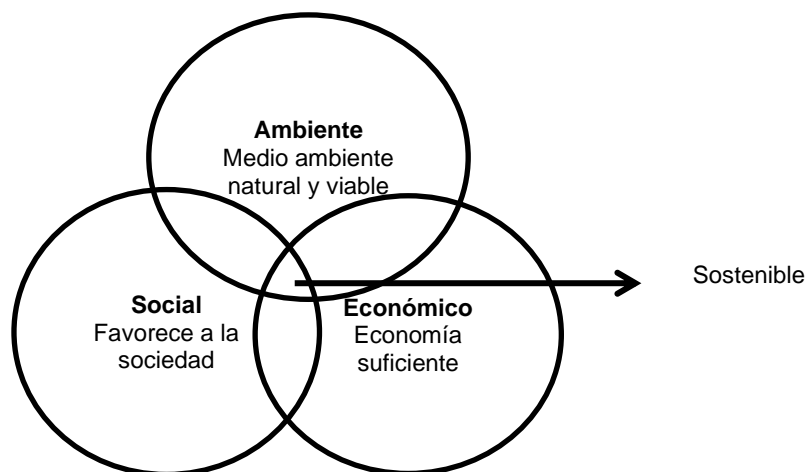 Ambiente
Medio ambiente
natural y viable
Sostenible
Social
Favorece a la
sociedad
Económico
Economía
suficiente